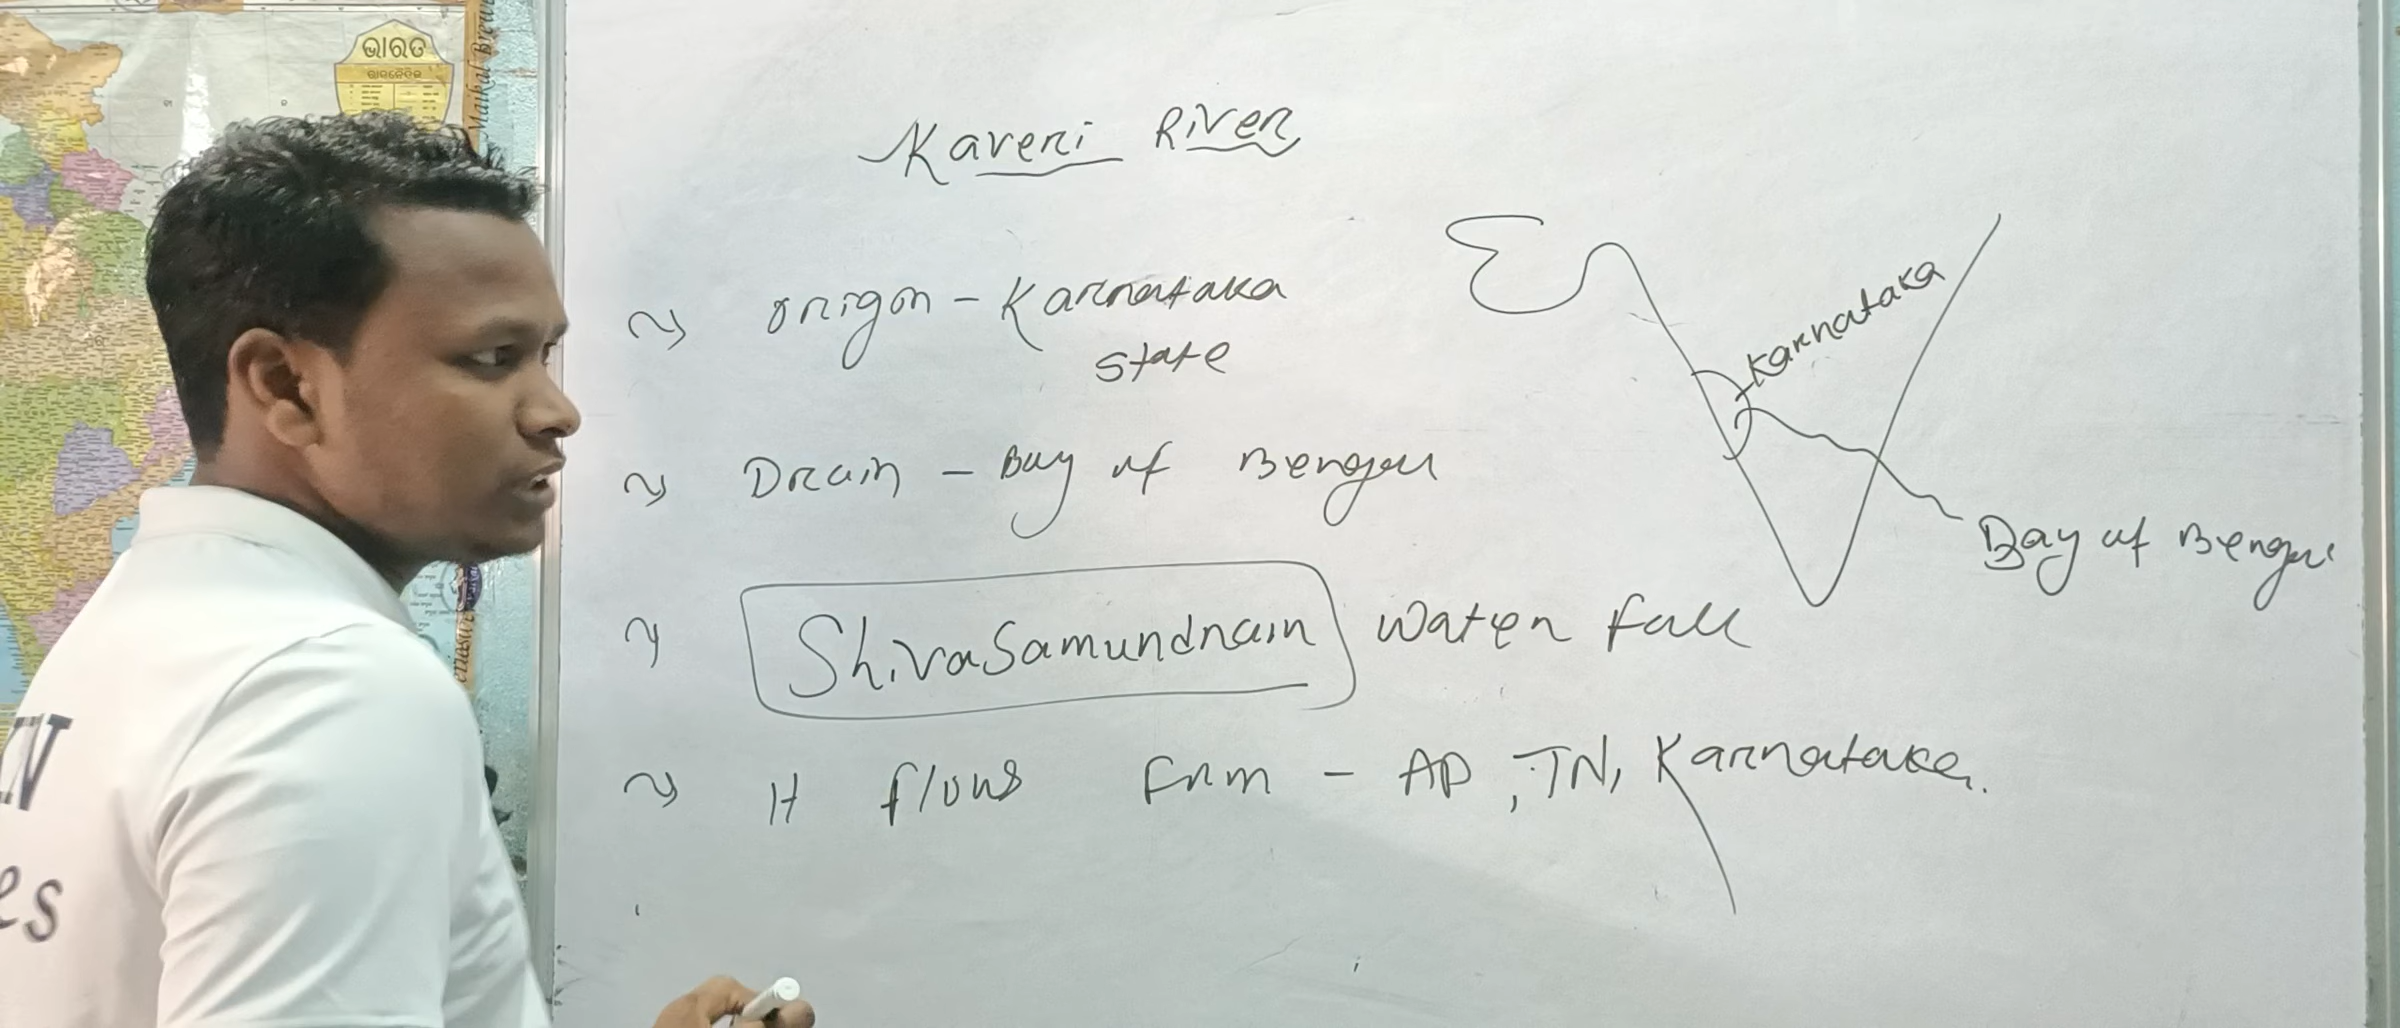 ଭାରତ
Kaveri River
Origon - Karnataka
state
Drain - Bay of Bengal
Shivasamundram Water fall
It flows From - AP, TN, Karnataka.
Karnataka
Bay of Bengal